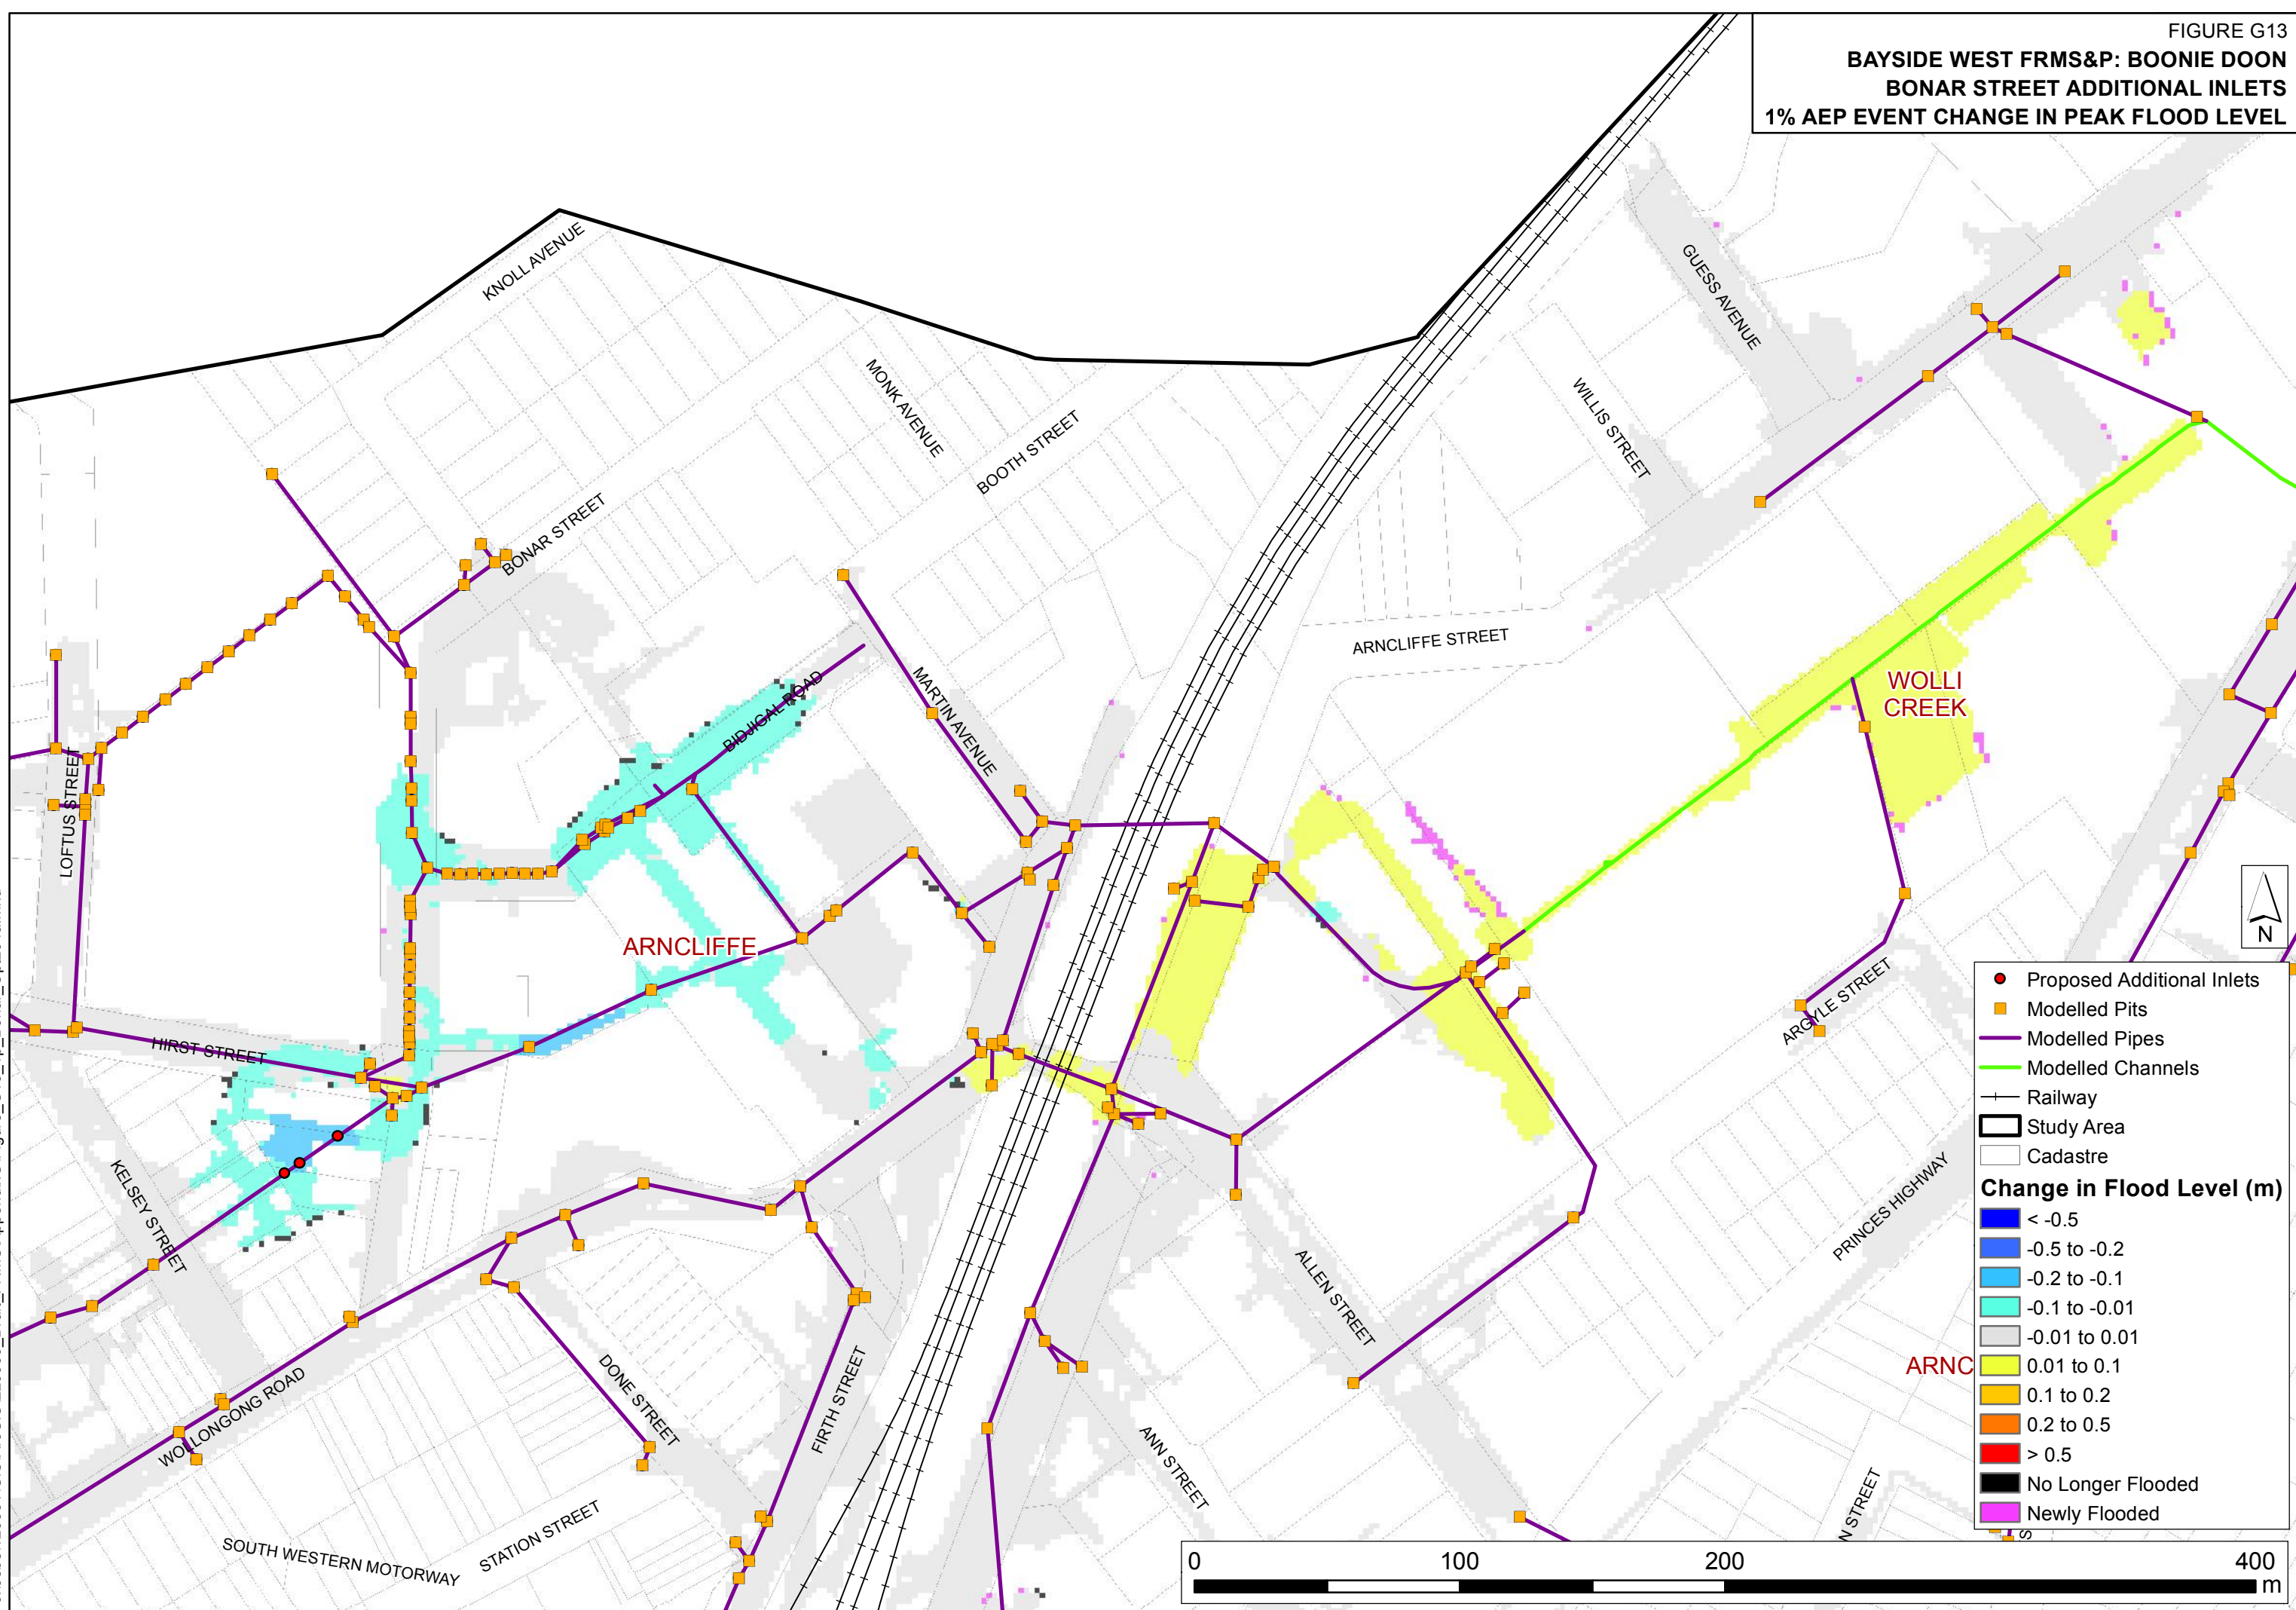 FIGURE G13
BAYSIDE WEST FRMS&P: BOONIE DOON
BONAR STREET ADDITIONAL INLETS
1% AEP EVENT CHANGE IN PEAK FLOOD LEVEL
KNOLL AVENUE
MONK AVENUE
BOOTH STREET
BONAR STREET
GUESS AVENUE
WILLIS STREET
ARNCLIFFE STREET
BIDJIGAL ROAD
MARTIN AVENUE
LOFTUS STREET
WOLLI
CREEK
ARNCLIFFE
HIRST STREET
ARGYLE STREET
KELSEY STREET
PRINCES HIGHWAY
ALLEN STREET
WOLLONGONG ROAD
DONE STREET
FIRTH STREET
ANN STREET
SOUTH WESTERN MOTORWAY
STATION STREET
ARNC
N STREET
S
N
Proposed Additional Inlets
Modelled Pits
Modelled Pipes
Modelled Channels
Railway
Study Area
Cadastre
Change in Flood Level (m)
< -0.5
-0.5 to -0.2
-0.2 to -0.1
-0.1 to -0.01
-0.01 to 0.01
0.01 to 0.1
0.1 to 0.2
0.2 to 0.5
> 0.5
No Longer Flooded
Newly Flooded
0 100 200 400
m